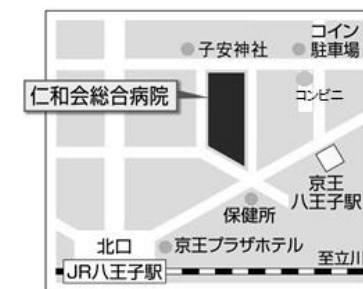 コイン
駐車場
子安神社
仁和会総合病院
コンビニ
京王
八王子駅
保健所
北口
京王プラザホテル
至立川
JR八王子駅